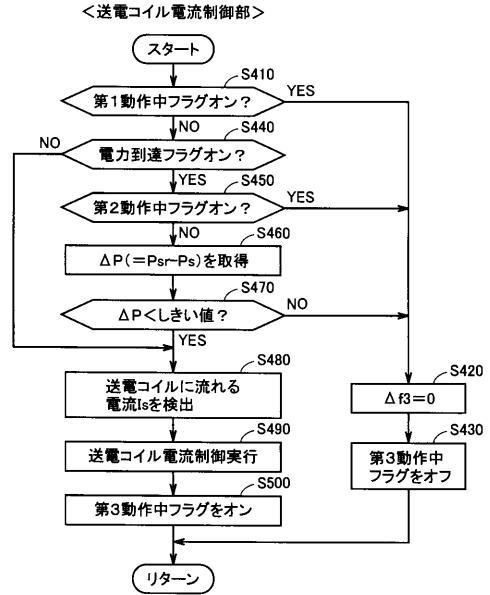 ＜送電コイル電流制御部＞
スタート
S410
第1動作中フラグオン？
YES
NO
S440
NO
電力到達フラグオン？
YES
S450
第2動作中フラグオン？
YES
NO
S460
ΔP（＝Psr−Ps）を取得
S470
ΔP＜しきい値？
NO
YES
S480
送電コイルに流れる
電流Isを検出
S420
Δf3＝0
S490
送電コイル電流制御実行
S430
第3動作中
フラグをオフ
S500
第3動作中フラグをオン
リターン